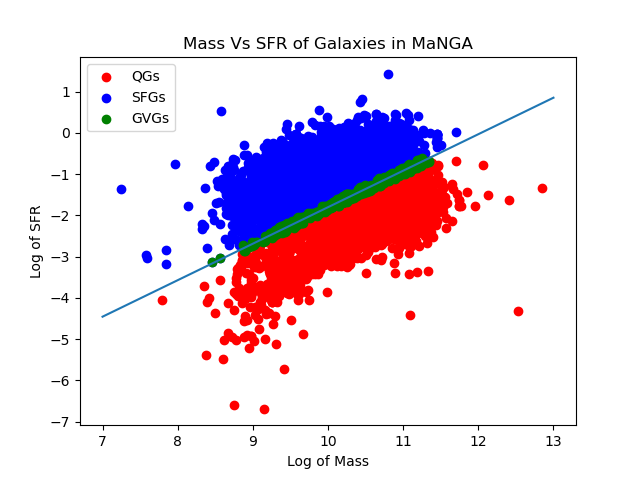 Mass Vs SFR of Galaxies in MaNGA
QGs
SFGs
GVGs
1
0
−1
−2
−3
−4
−5
−6
−7
Log of SFR
7 8 9 10 11 12 13
Log of Mass